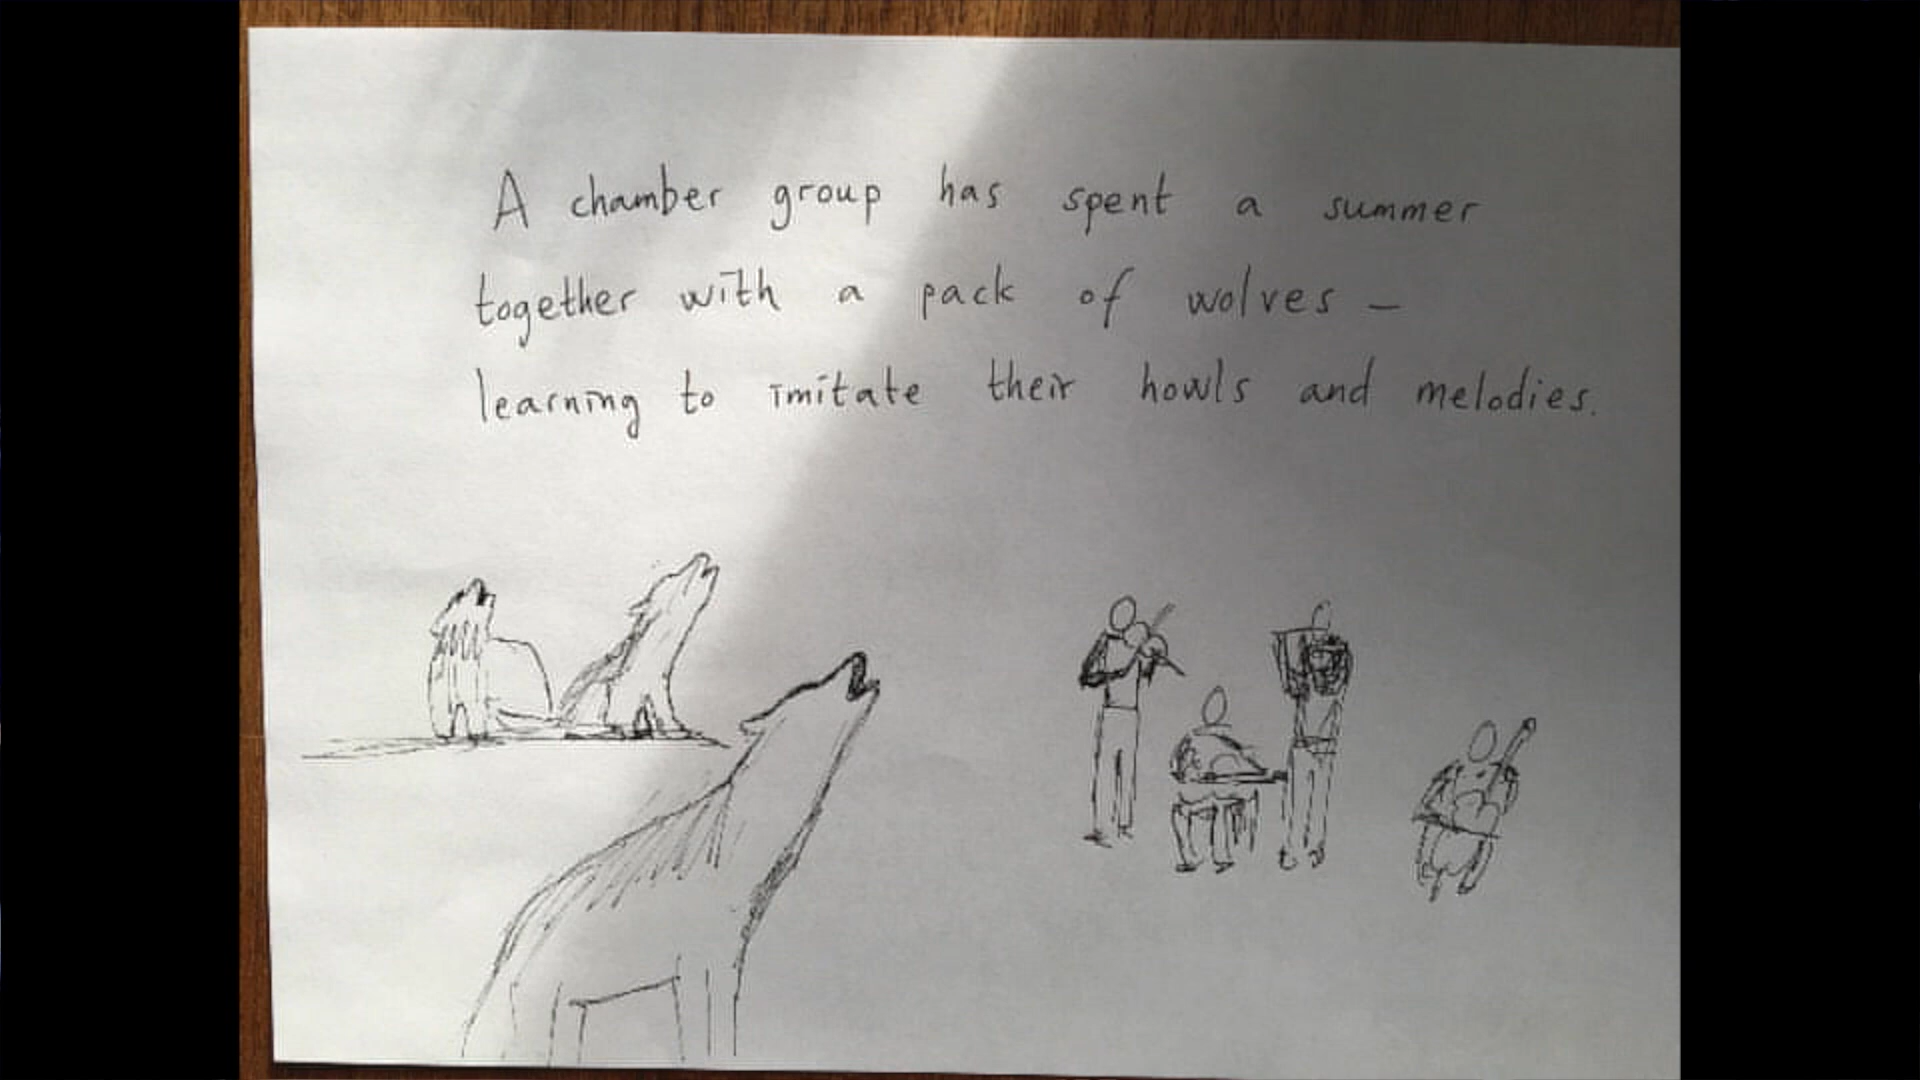 A chamber group has spent a summer
together with a pack of wolves –
learning to imitate their howls and melodies.